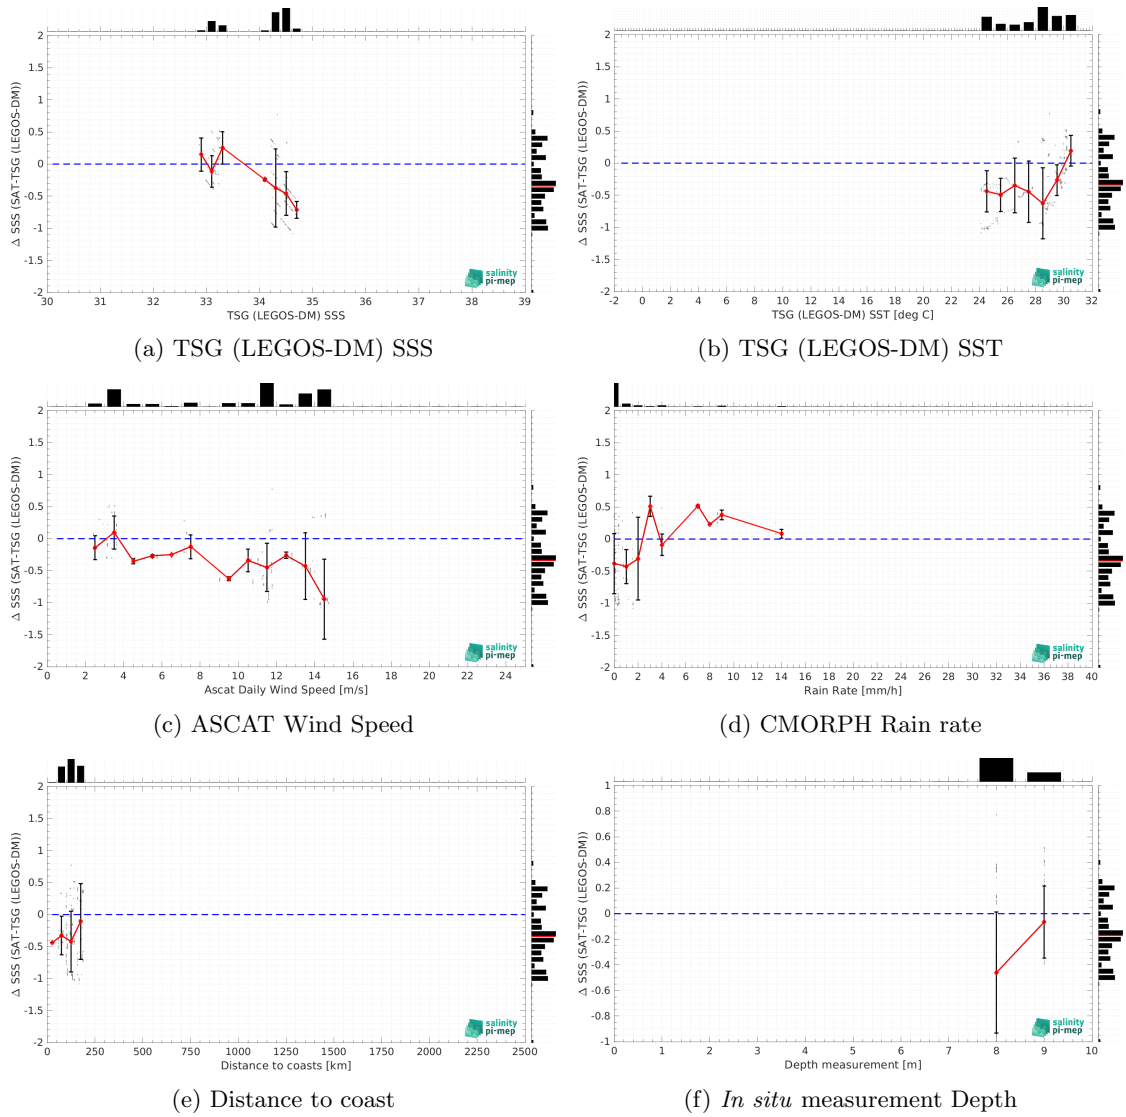 2
1.5
1
0.5
0
-0.5
-1
-1.5
-2
Δ SSS (SAT-TSG (LEGOS-DM))
30 31 32 33 34 35 36 37 38 39
TSG (LEGOS-DM) SSS
salinity
pi-mep
(a) TSG (LEGOS-DM) SSS
2
1.5
1
0.5
0
-0.5
-1
-1.5
-2
Δ SSS (SAT-TSG (LEGOS-DM))
-2 0 2 4 6 8 10 12 14 16 18 20 22 24 26 28 30 32
TSG (LEGOS-DM) SST [deg C]
salinity
pi-mep
(b) TSG (LEGOS-DM) SST
2
1.5
1
0.5
0
-0.5
-1
-1.5
-2
Δ SSS (SAT-TSG (LEGOS-DM))
0 2 4 6 8 10 12 14 16 18 20 22 24
Ascat Daily Wind Speed [m/s]
salinity
pi-mep
(c) ASCAT Wind Speed
2
1.5
1
0.5
0
-0.5
-1
-1.5
-2
Δ SSS (SAT-TSG (LEGOS-DM))
0 2 4 6 8 10 12 14 16 18 20 22 24 26 28 30 32 34 36 38 40
Rain Rate [mm/h]
salinity
pi-mep
(d) CMORPH Rain rate
2
1.5
1
0.5
0
-0.5
-1
-1.5
-2
Δ SSS (SAT-TSG (LEGOS-DM))
0 250 500 750 1000 1250 1500 1750 2000 2250 2500
Distance to coasts [km]
salinity
pi-mep
(e) Distance to coast
1
0.8
0.6
0.4
0.2
0
-0.2
-0.4
-0.6
-0.8
-1
Δ SSS (SAT-TSG (LEGOS-DM))
0 1 2 3 4 5 6 7 8 9 10
Depth measurement [m]
salinity
pi-mep
(f) In situ measurement Depth